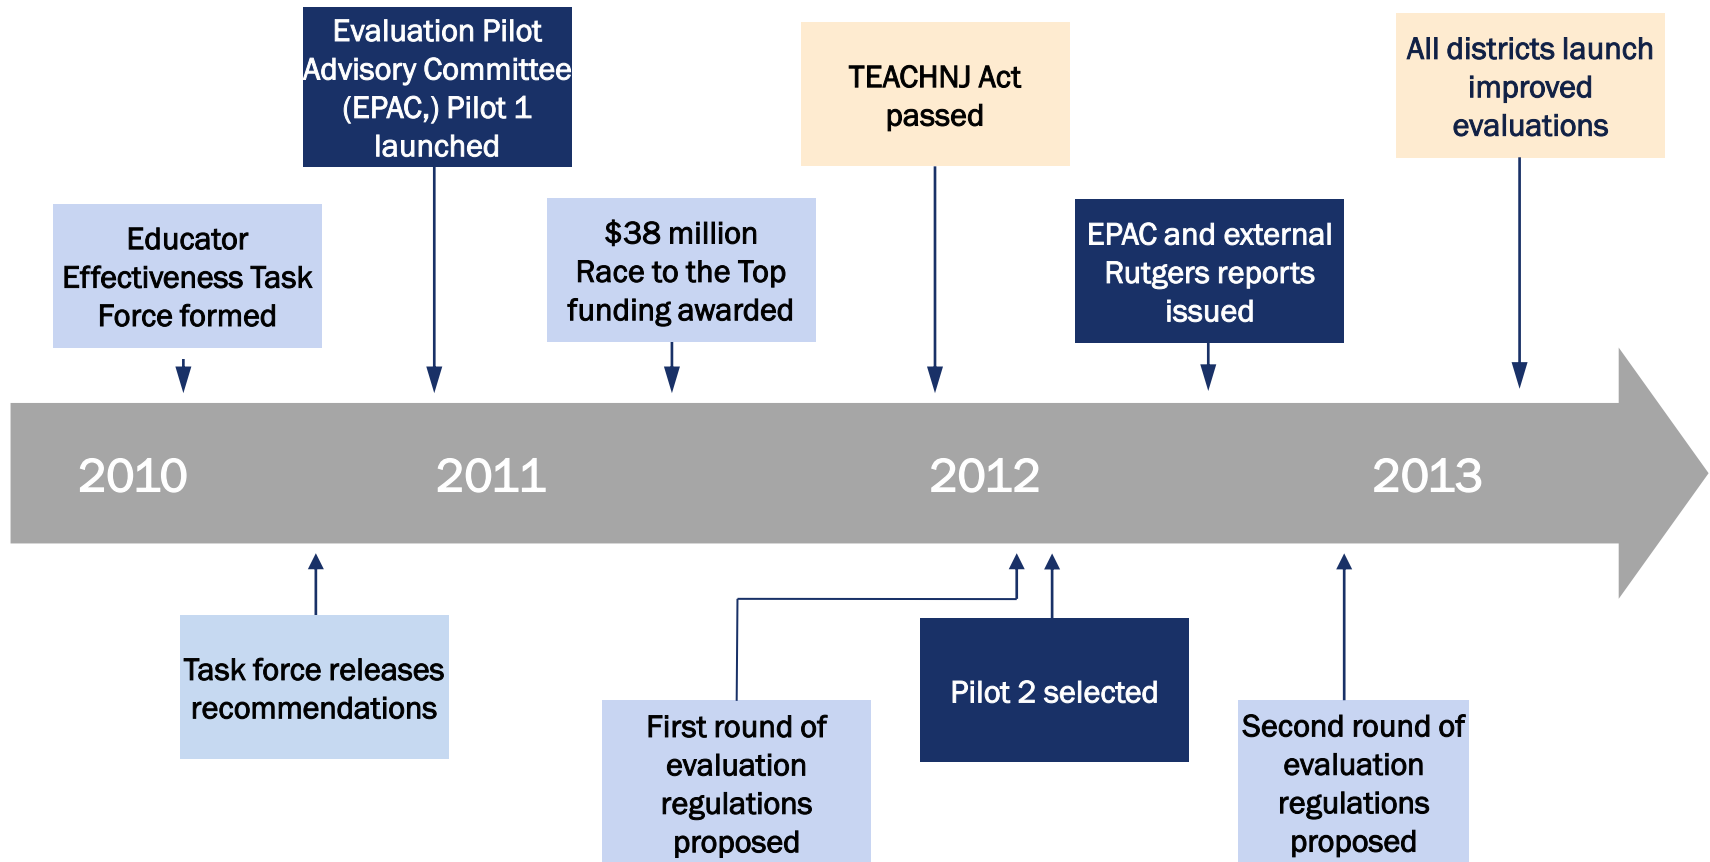 Evaluation Pilot
Advisory Committee
(EPAC,) Pilot 1
launched
TEACHNJ Act
passed
All districts launch
improved
evaluations
Educator
Effectiveness Task
Force formed
$38 million
Race to the Top
funding awarded
EPAC and external
Rutgers reports
issued
2010
2011
2012
2013
Task force releases
recommendations
First round of
evaluation
regulations
proposed
Pilot 2 selected
Second round of
evaluation
regulations
proposed